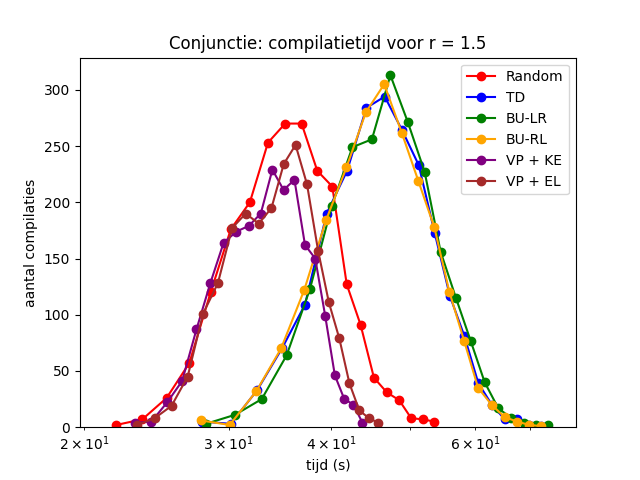 Conjunctie: compilatietijd voor r = 1.5
aantal compilaties
300
250
200
150
100
50
0
Random
TD
BU-LR
BU-RL
VP + KE
VP + EL
2 × 10¹
3 × 10¹
4 × 10¹
6 × 10¹
tijd (s)